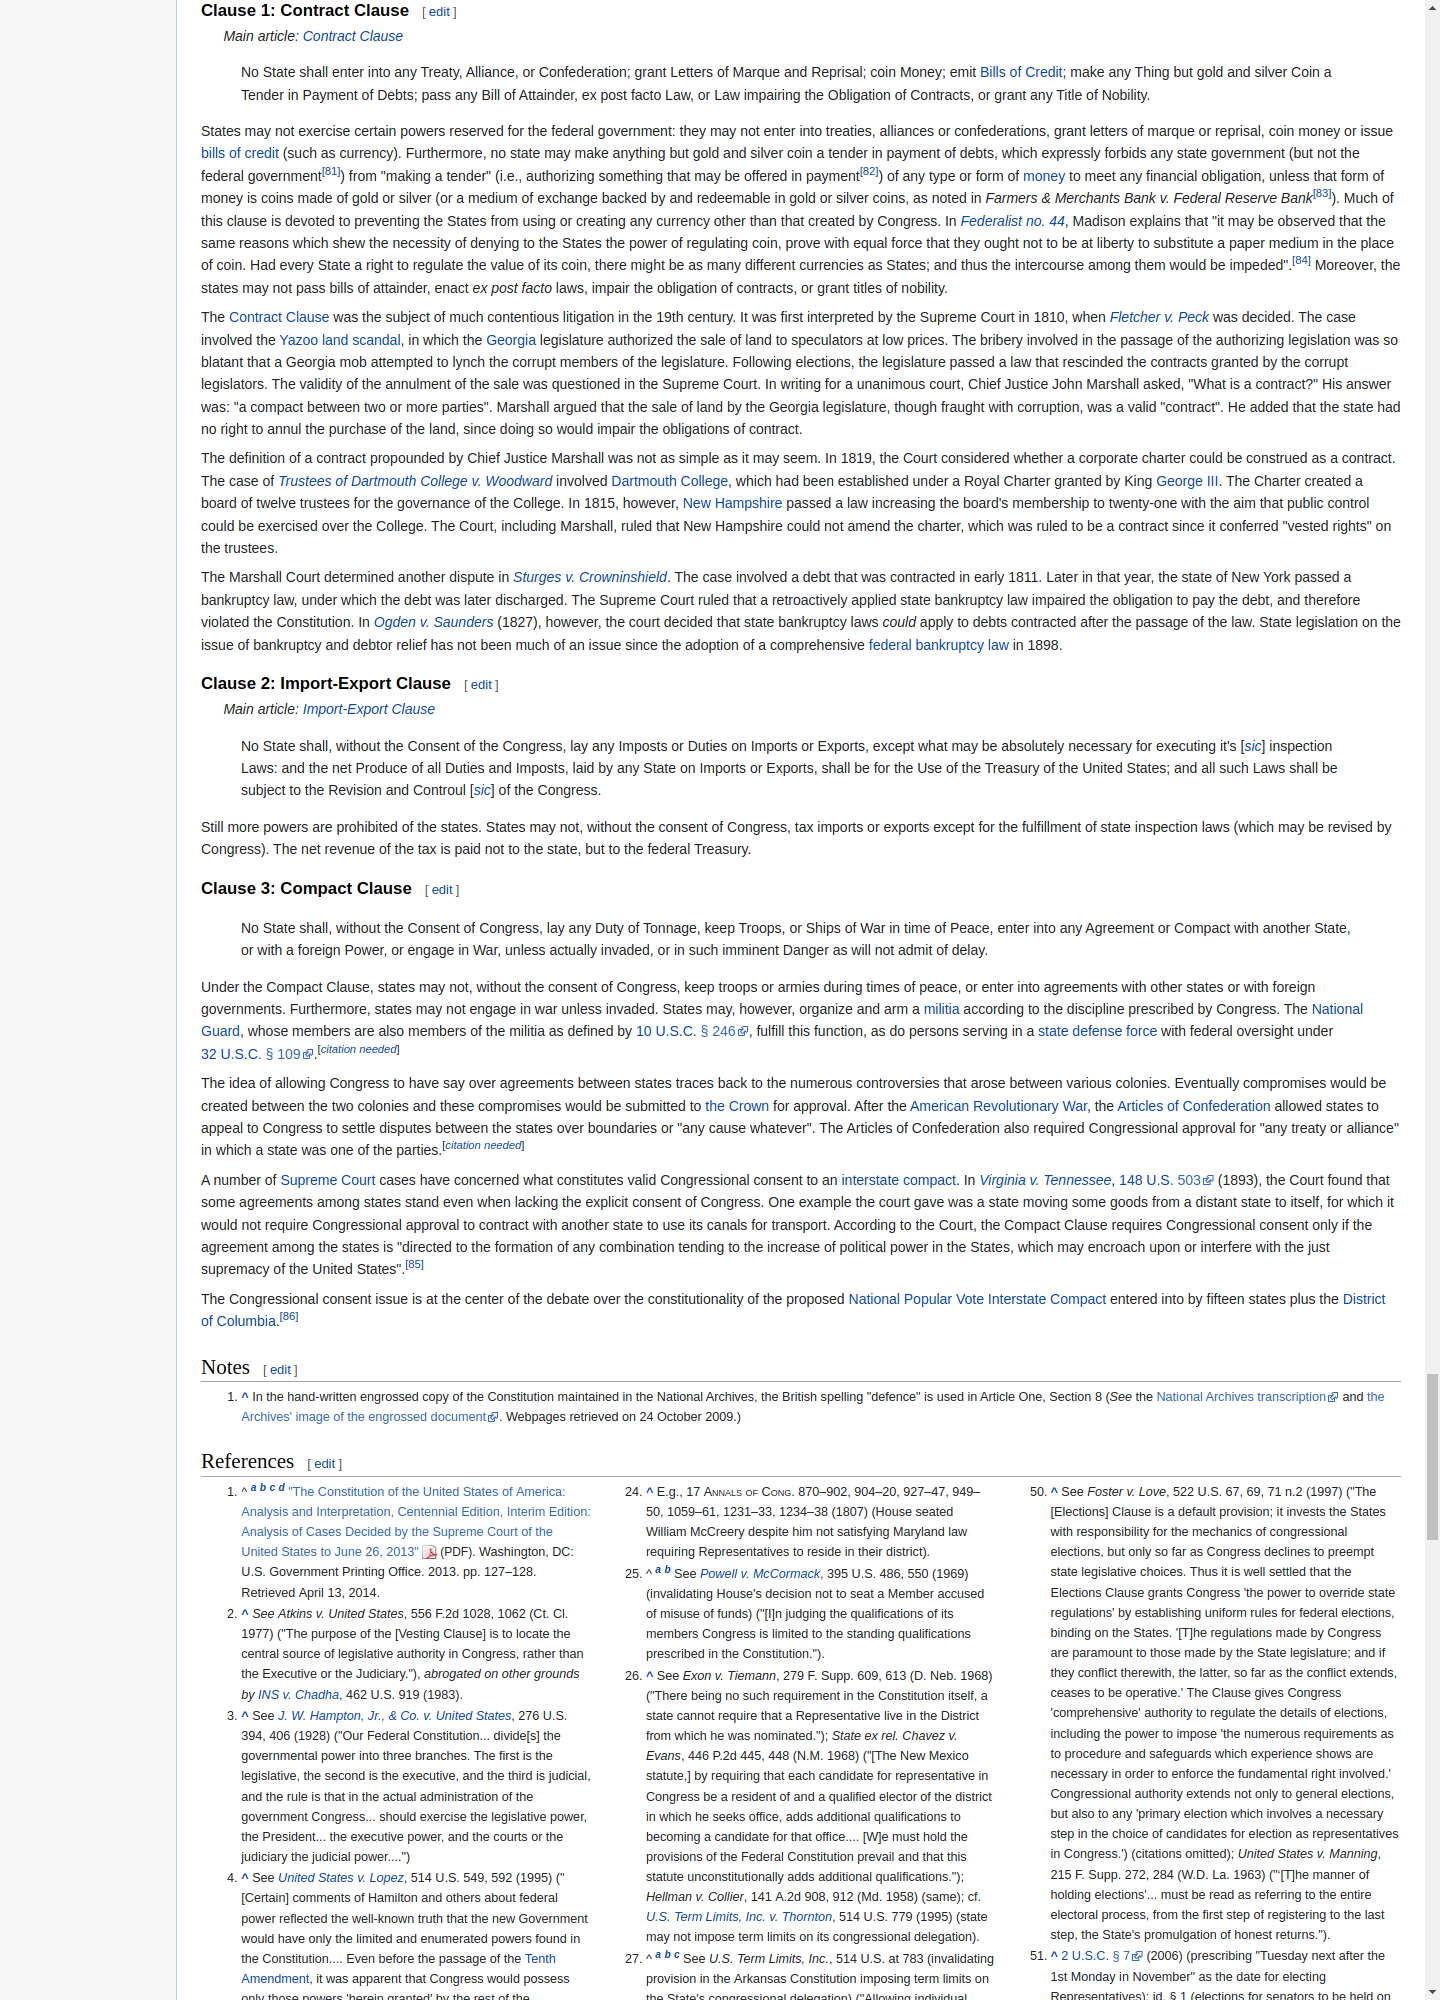 Clause 1: Contract Clause [ edit ]
Main article: Contract Clause
No State shall enter into any Treaty, Alliance, or Confederation; grant Letters of Marque and Reprisal; coin Money; emit Bills of Credit; make any Thing but gold and silver Coin a
Tender in Payment of Debts; pass any Bill of Attainder, ex post facto Law, or Law impairing the Obligation of Contracts, or grant any Title of Nobility.
States may not exercise certain powers reserved for the federal government: they may not enter into treaties, alliances or confederations, grant letters of marque or reprisal, coin money or issue
bills of credit (such as currency). Furthermore, no state may make anything but gold and silver coin a tender in payment of debts, which expressly forbids any state government (but not the
federal government[81]) from "making a tender" (i.e., authorizing something that may be offered in payment[82]) of any type or form of money to meet any financial obligation, unless that form of
money is coins made of gold or silver (or a medium of exchange backed by and redeemable in gold or silver coins, as noted in Farmers & Merchants Bank v. Federal Reserve Bank[83]). Much of
this clause is devoted to preventing the States from using or creating any currency other than that created by Congress. In Federalist no. 44, Madison explains that "it may be observed that the
same reasons which shew the necessity of denying to the States the power of regulating coin, prove with equal force that they ought not to be at liberty to substitute a paper medium in the place
of coin. Had every State a right to regulate the value of its coin, there might be as many different currencies as States; and thus the intercourse among them would be impeded".[84] Moreover, the
states may not pass bills of attainder, enact ex post facto laws, impair the obligation of contracts, or grant titles of nobility.
The Contract Clause was the subject of much contentious litigation in the 19th century. It was first interpreted by the Supreme Court in 1810, when Fletcher v. Peck was decided. The case
involved the Yazoo land scandal, in which the Georgia legislature authorized the sale of land to speculators at low prices. The bribery involved in the passage of the authorizing legislation was so
blatant that a Georgia mob attempted to lynch the corrupt members of the legislature. Following elections, the legislature passed a law that rescinded the contracts granted by the corrupt
legislators. The validity of the annulment of the sale was questioned in the Supreme Court. In writing for a unanimous court, Chief Justice John Marshall asked, "What is a contract?" His answer
was: "a compact between two or more parties". Marshall argued that the sale of land by the Georgia legislature, though fraught with corruption, was a valid "contract". He added that the state had
no right to annul the purchase of the land, since doing so would impair the obligations of contract.
The definition of a contract propounded by Chief Justice Marshall was not as simple as it may seem. In 1819, the Court considered whether a corporate charter could be construed as a contract.
The case of Trustees of Dartmouth College v. Woodward involved Dartmouth College, which had been established under a Royal Charter granted by King George III. The Charter created a
board of twelve trustees for the governance of the College. In 1815, however, New Hampshire passed a law increasing the board's membership to twenty-one with the aim that public control
could be exercised over the College. The Court, including Marshall, ruled that New Hampshire could not amend the charter, which was ruled to be a contract since it conferred "vested rights" on
the trustees.
The Marshall Court determined another dispute in Sturges v. Crowninshield. The case involved a debt that was contracted in early 1811. Later in that year, the state of New York passed a
bankruptcy law, under which the debt was later discharged. The Supreme Court ruled that a retroactively applied state bankruptcy law impaired the obligation to pay the debt, and therefore
violated the Constitution. In Ogden v. Saunders (1827), however, the court decided that state bankruptcy laws could apply to debts contracted after the passage of the law. State legislation on the
issue of bankruptcy and debtor relief has not been much of an issue since the adoption of a comprehensive federal bankruptcy law in 1898.
Clause 2: Import-Export Clause [ edit ]
Main article: Import-Export Clause
No State shall, without the Consent of the Congress, lay any Imposts or Duties on Imports or Exports, except what may be absolutely necessary for executing it's [sic] inspection
Laws: and the net Produce of all Duties and Imposts, laid by any State on Imports or Exports, shall be for the Use of the Treasury of the United States; and all such Laws shall be
subject to the Revision and Controul [sic] of the Congress.
Still more powers are prohibited of the states. States may not, without the consent of Congress, tax imports or exports except for the fulfillment of state inspection laws (which may be revised by
Congress). The net revenue of the tax is paid not to the state, but to the federal Treasury.
Clause 3: Compact Clause [ edit ]
No State shall, without the Consent of Congress, lay any Duty of Tonnage, keep Troops, or Ships of War in time of Peace, enter into any Agreement or Compact with another State,
or with a foreign Power, or engage in War, unless actually invaded, or in such imminent Danger as will not admit of delay.
Under the Compact Clause, states may not, without the consent of Congress, keep troops or armies during times of peace, or enter into agreements with other states or with foreign
governments. Furthermore, states may not engage in war unless invaded. States may, however, organize and arm a militia according to the discipline prescribed by Congress. The National
Guard, whose members are also members of the militia as defined by 10 U.S.C. § 246, fulfill this function, as do persons serving in a state defense force with federal oversight under
32 U.S.C. § 109.[citation needed]
The idea of allowing Congress to have say over agreements between states traces back to the numerous controversies that arose between various colonies. Eventually compromises would be
created between the two colonies and these compromises would be submitted to the Crown for approval. After the American Revolutionary War, the Articles of Confederation allowed states to
appeal to Congress to settle disputes between the states over boundaries or "any cause whatever". The Articles of Confederation also required Congressional approval for "any treaty or alliance"
in which a state was one of the parties.[citation needed]
A number of Supreme Court cases have concerned what constitutes valid Congressional consent to an interstate compact. In Virginia v. Tennessee, 148 U.S. 503 (1893), the Court found that
some agreements among states stand even when lacking the explicit consent of Congress. One example the court gave was a state moving some goods from a distant state to itself, for which it
would not require Congressional approval to contract with another state to use its canals for transport. According to the Court, the Compact Clause requires Congressional consent only if the
agreement among the states is "directed to the formation of any combination tending to the increase of political power in the States, which may encroach upon or interfere with the just
supremacy of the United States".[85]
The Congressional consent issue is at the center of the debate over the constitutionality of the proposed National Popular Vote Interstate Compact entered into by fifteen states plus the District
of Columbia.[86]
Notes [ edit ]
1. ^ In the hand-written engrossed copy of the Constitution maintained in the National Archives, the British spelling "defence" is used in Article One, Section 8 (See the National Archives transcription and the
Archives' image of the engrossed document. Webpages retrieved on 24 October 2009.)
References [ edit ]
1. ^ a b c d "The Constitution of the United States of America:
Analysis and Interpretation, Centennial Edition, Interim Edition:
Analysis of Cases Decided by the Supreme Court of the
United States to June 26, 2013" (PDF). Washington, DC:
U.S. Government Printing Office. 2013. pp. 127–128.
Retrieved April 13, 2014.
2. ^ See Atkins v. United States, 556 F.2d 1028, 1062 (Ct. Cl.
1977) ("The purpose of the [Vesting Clause] is to locate the
central source of legislative authority in Congress, rather than
the Executive or the Judiciary."), abrogated on other grounds
by INS v. Chadha, 462 U.S. 919 (1983).
3. ^ See J. W. Hampton, Jr., & Co. v. United States, 276 U.S.
394, 406 (1928) ("Our Federal Constitution... divide[s] the
governmental power into three branches. The first is the
legislative, the second is the executive, and the third is judicial,
and the rule is that in the actual administration of the
government Congress... should exercise the legislative power,
the President... the executive power, and the courts or the
judiciary the judicial power....")
4. ^ See United States v. Lopez, 514 U.S. 549, 592 (1995) ("
[Certain] comments of Hamilton and others about federal
power reflected the well-known truth that the new Government
would have only the limited and enumerated powers found in
the Constitution.... Even before the passage of the Tenth
Amendment, it was apparent that Congress would possess
only those powers 'herein granted' by the rest of the
24. ^ E.g., 17 Annals of Cong. 870–902, 904–20, 927–47, 949–
50, 1059–61, 1231–33, 1234–38 (1807) (House seated
William McCreery despite him not satisfying Maryland law
requiring Representatives to reside in their district).
25. ^ a b See Powell v. McCormack, 395 U.S. 486, 550 (1969)
(invalidating House's decision not to seat a Member accused
of misuse of funds) ("[I]n judging the qualifications of its
members Congress is limited to the standing qualifications
prescribed in the Constitution.").
26. ^ See Exon v. Tiemann, 279 F. Supp. 609, 613 (D. Neb. 1968)
("There being no such requirement in the Constitution itself, a
state cannot require that a Representative live in the District
from which he was nominated."); State ex rel. Chavez v.
Evans, 446 P.2d 445, 448 (N.M. 1968) ("[The New Mexico
statute,] by requiring that each candidate for representative in
Congress be a resident of and a qualified elector of the district
in which he seeks office, adds additional qualifications to
becoming a candidate for that office.... [W]e must hold the
provisions of the Federal Constitution prevail and that this
statute unconstitutionally adds additional qualifications.");
Hellman v. Collier, 141 A.2d 908, 912 (Md. 1958) (same); cf.
U.S. Term Limits, Inc. v. Thornton, 514 U.S. 779 (1995) (state
may not impose term limits on its congressional delegation).
27. ^ a b c See U.S. Term Limits, Inc., 514 U.S. at 783 (invalidating
provision in the Arkansas Constitution imposing term limits on
the State's congressional delegation) ("Allowing individual
50. ^ See Foster v. Love, 522 U.S. 67, 69, 71 n.2 (1997) ("The
[Elections] Clause is a default provision; it invests the States
with responsibility for the mechanics of congressional
elections, but only so far as Congress declines to preempt
state legislative choices. Thus it is well settled that the
Elections Clause grants Congress 'the power to override state
regulations' by establishing uniform rules for federal elections,
binding on the States. '[T]he regulations made by Congress
are paramount to those made by the State legislature; and if
they conflict therewith, the latter, so far as the conflict extends,
ceases to be operative.' The Clause gives Congress
'comprehensive' authority to regulate the details of elections,
including the power to impose 'the numerous requirements as
to procedure and safeguards which experience shows are
necessary in order to enforce the fundamental right involved.'
Congressional authority extends not only to general elections,
but also to any 'primary election which involves a necessary
step in the choice of candidates for election as representatives
in Congress.') (citations omitted); United States v. Manning,
215 F. Supp. 272, 284 (W.D. La. 1963) ("'[T]he manner of
holding elections'... must be read as referring to the entire
electoral process, from the first step of registering to the last
step, the State's promulgation of honest returns.").
51. ^ 2 U.S.C. § 7 (2006) (prescribing "Tuesday next after the
1st Monday in November" as the date for electing
Representatives); id. § 1 (elections for senators to be held on